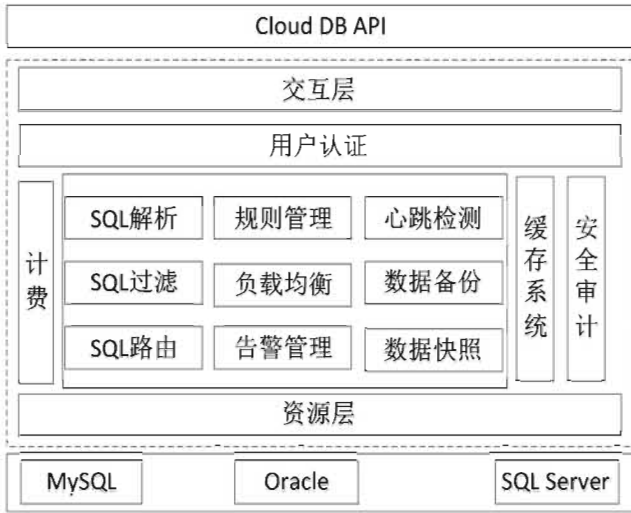 Cloud DB API
交互层
用户认证
计费
SQL解析 规则管理 心跳检测
SQL过滤 负载均衡 数据备份
SQL路由 告警管理 数据快照
缓存系统
安全审计
资源层
MySQL Oracle SQL Server